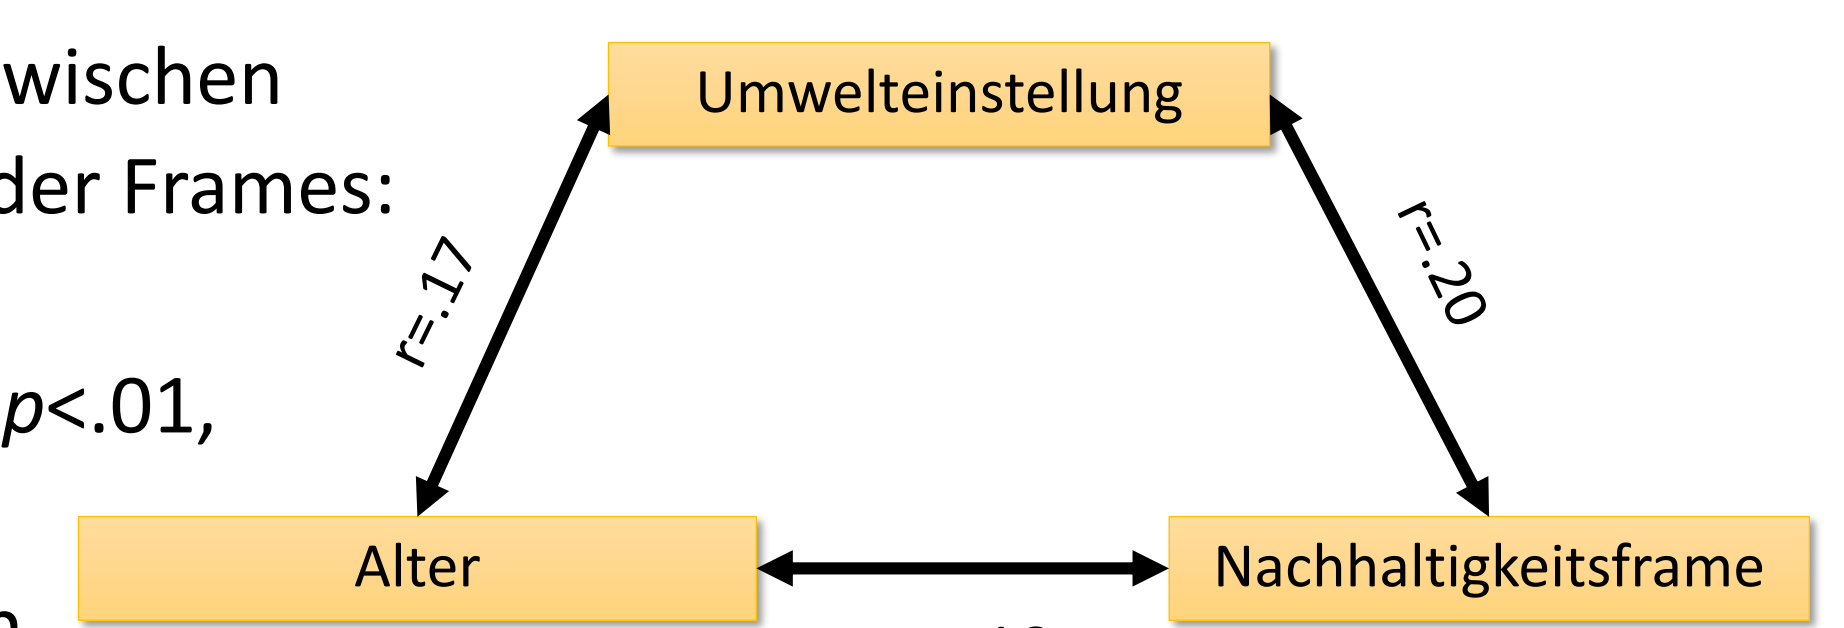 wischen
der Frames:
p<.01,
Umwelteinstellung
r=.17
r=.20
Alter
Nachhaltigkeitsframe